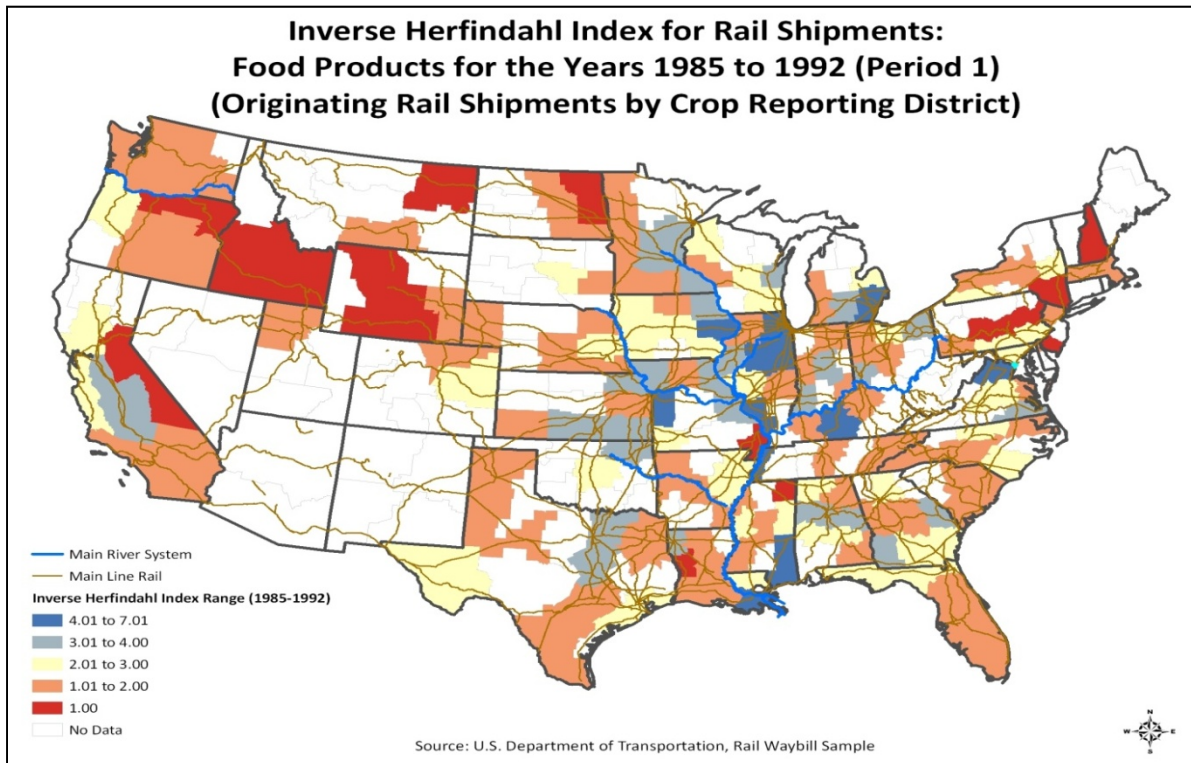 Inverse Herfindahl Index for Rail Shipments:
Food Products for the Years 1985 to 1992 (Period 1)
(Originating Rail Shipments by Crop Reporting District)
Main River System
Main Line Rail
Inverse Herfindahl Index Range (1985-1992)
4.01 to 7.01
3.01 to 4.00
2.01 to 3.00
1.01 to 2.00
1.00
No Data
Source: U.S. Department of Transportation, Rail Waybill Sample
N
W E
S